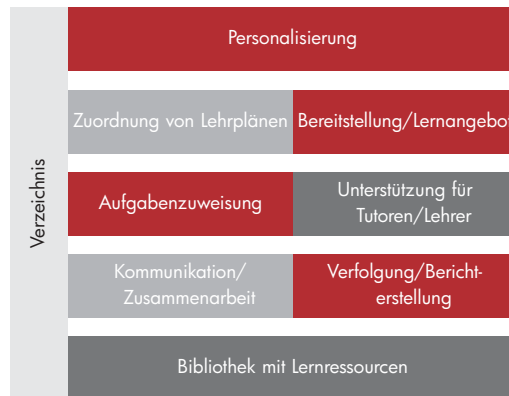 Verzeichnis
Personalisierung
Zuordnung von Lehrplänen
Bereitstellung/Lernangebot
Aufgabenzuweisung
Unterstützung für
Tutoren/Lehrer
Kommunikation/
Zusammenarbeit
Verfolgung/Bericht-
erstellung
Bibliothek mit Lernressourcen